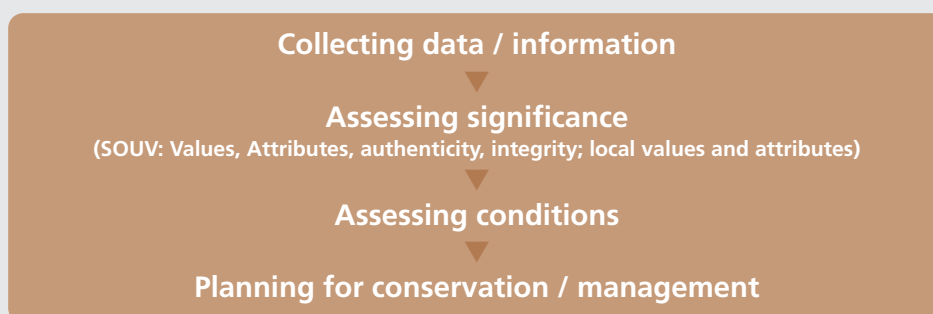 Collecting data / information
Assessing significance
(SOUV: Values, Attributes, authenticity, integrity; local values and attributes)
Assessing conditions
Planning for conservation / management